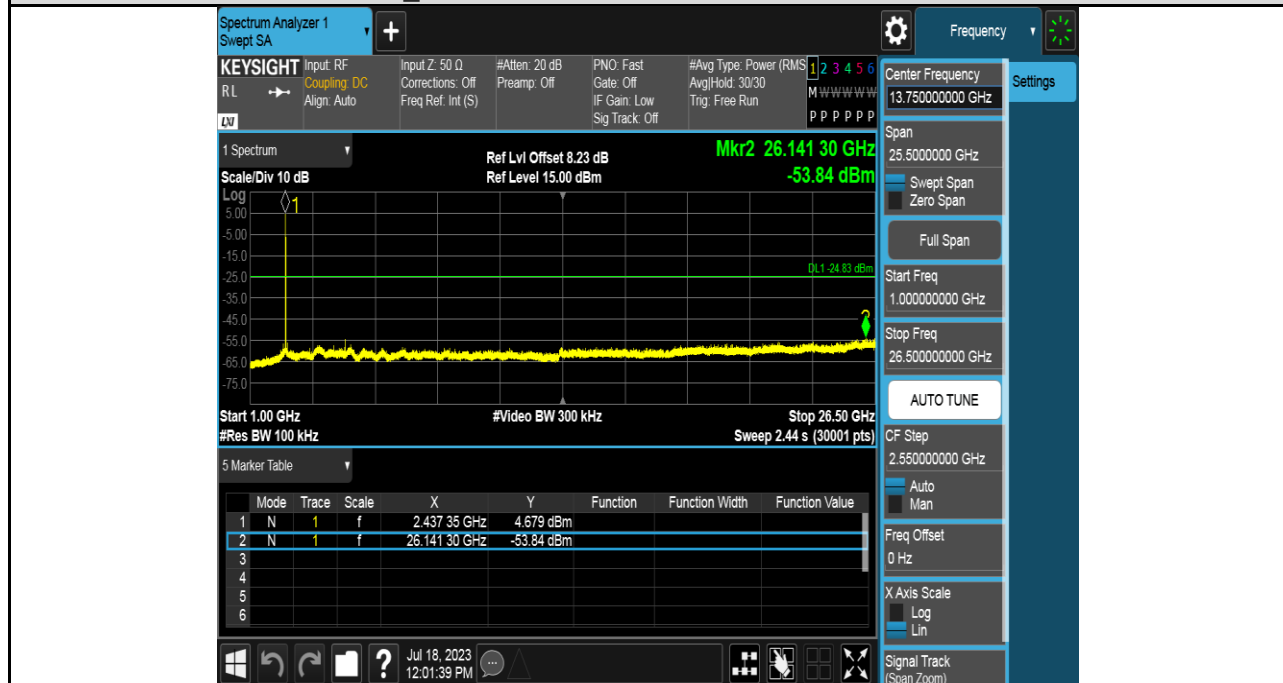 Spectrum Analyzer 1
Swept SA
+
Frequency
KEYSIGHT
RL
LXI
Input: RF
Coupling: DC
Align: Auto
Input Z: 50 Ω
Corrections: Off
Freq Ref: Int (S)
#Atten: 20 dB
Preamp: Off
PNO: Fast
Gate: Off
IF Gain: Low
Sig Track: Off
#Avg Type: Power (RMS
Avg|Hold: 30/30
Trig: Free Run
1 2 3 4 5 6
M W W W W W
P P P P P P
1 Spectrum
Scale/Div 10 dB
Ref Lvl Offset 8.23 dB
Ref Level 15.00 dBm
Mkr2 26.141 30 GHz
-53.84 dBm
Log
1
5.00
-5.00
-15.0
-25.0
-35.0
-45.0
-55.0
-65.0
-75.0
DL1 -24.83 dBm
2
Start 1.00 GHz
#Video BW 300 kHz
Stop 26.50 GHz
#Res BW 100 kHz
Sweep 2.44 s (30001 pts)
5 Marker Table
Mode Trace Scale X Y Function Function Width Function Value
1 N 1 f 2.437 35 GHz 4.679 dBm
2 N 1 f 26.141 30 GHz -53.84 dBm
3
4
5
6
Jul 18, 2023
12:01:39 PM
?
Center Frequency
13.750000000 GHz
Settings
Span
25.5000000 GHz
Swept Span
Zero Span
Full Span
Start Freq
1.000000000 GHz
Stop Freq
26.500000000 GHz
AUTO TUNE
CF Step
2.550000000 GHz
Auto
Man
Freq Offset
0 Hz
X Axis Scale
Log
Lin
Signal Track
(Span Zoom)